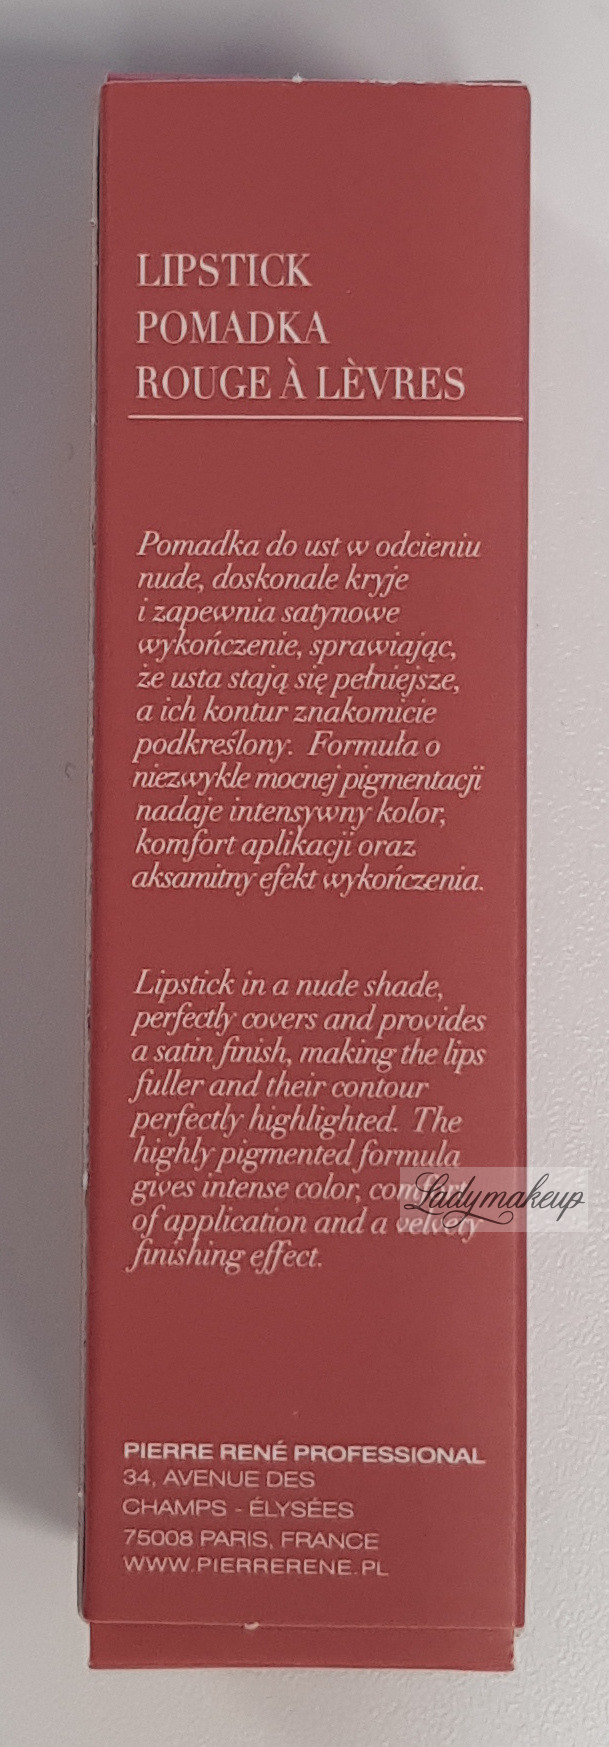 LIPSTICK
POMADKA
ROUGE À LÈVRES
Pomadka do ust w odcieniu
nude, doskonale kryje
i zapewnia satynowe
wykończenie, sprawiając,
że usta stają się pełniejsze,
a ich kontur znakomicie
podkreślony. Formuła o
niezwykle mocnej pigmentacji
nadaje intensywny kolor,
komfort aplikacji oraz
aksamitny efekt wykończenia.
Lipstick in a nude shade,
perfectly covers and provides
a satin finish, making the lips
fuller and their contour
perfectly highlighted. The
highly pigmented formula
gives intense color, comfort
of application and a velvety
finishing effect.
Ladymakeup
PIERRE RENÉ PROFESSIONAL
34, AVENUE DES
CHAMPS - ÉLYSÉES
75008 PARIS, FRANCE
WWW.PIERRERENE.PL